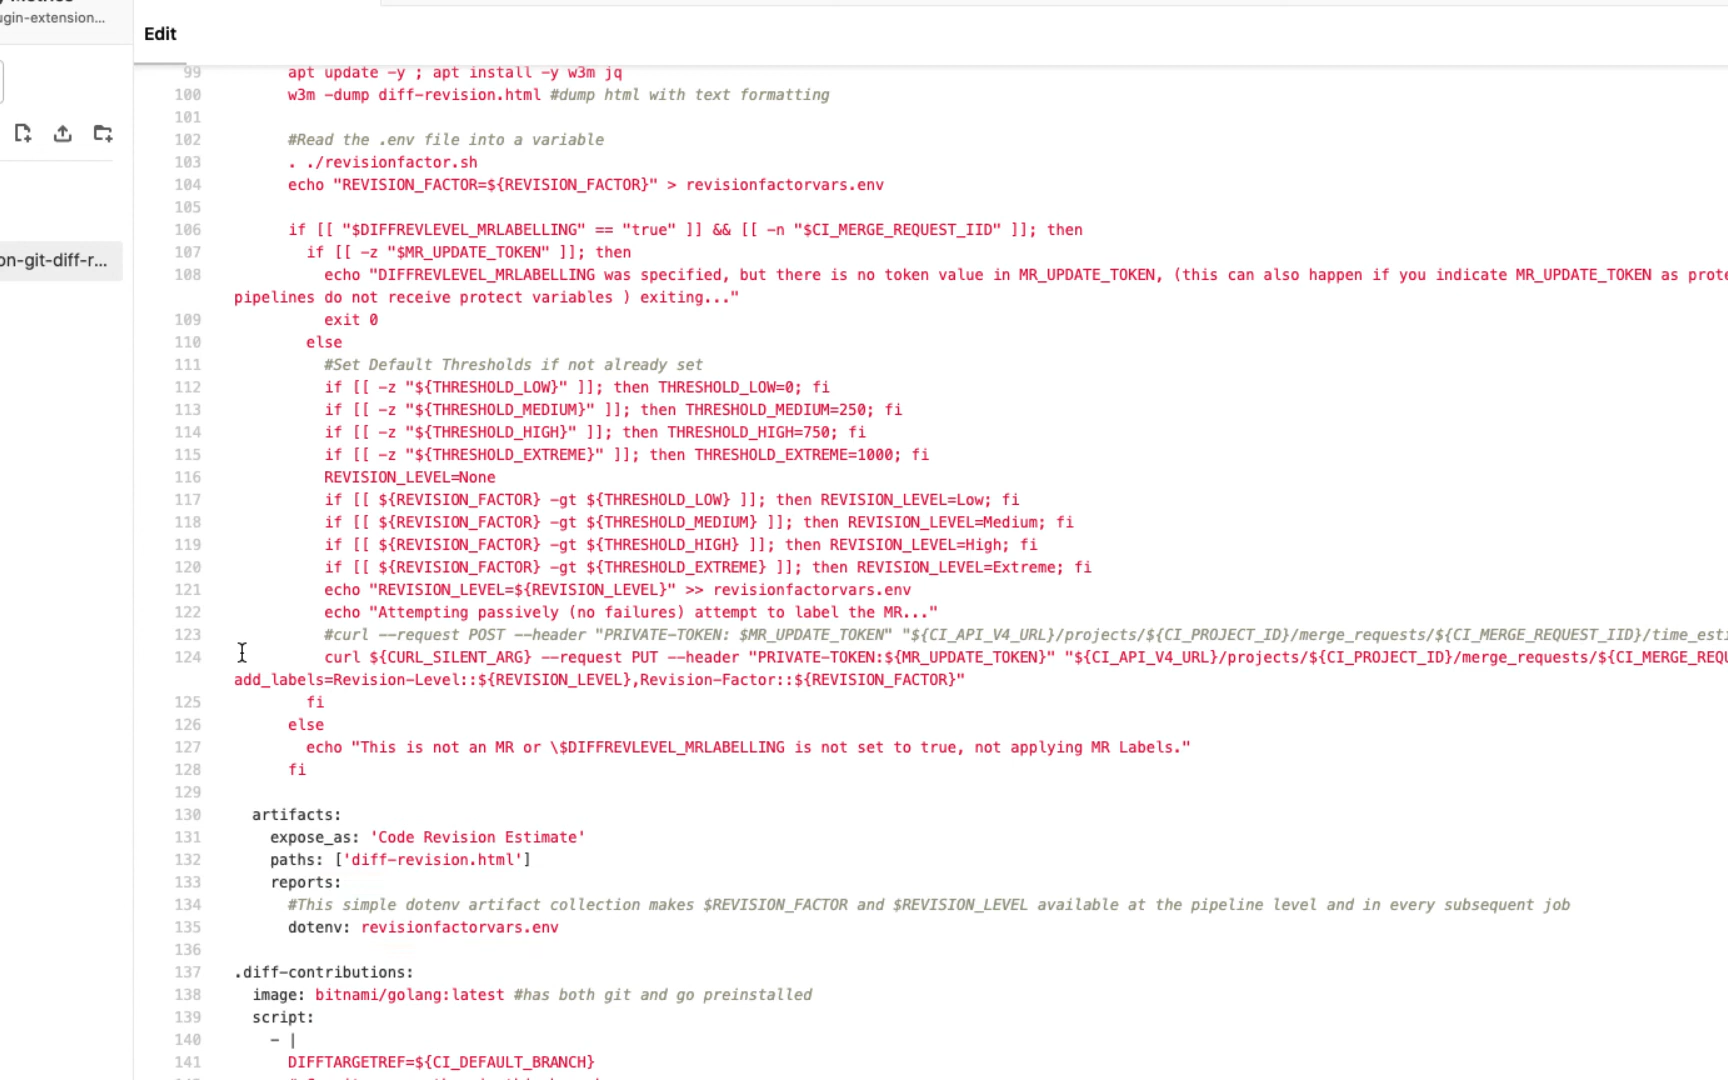 ugin-extension...
Edit
on-git-diff-r...
99 apt update -y ; apt install -y w3m jq
100 w3m -dump diff-revision.html #dump html with text formatting
101
102 #Read the .env file into a variable
103 . ./revisionfactor.sh
104 echo "REVISION_FACTOR=${REVISION_FACTOR}" > revisionfactorvars.env
105
106 if [[ "$DIFFREVLEVEL_MRLABELLING" == "true" ]] && [[ -n "$CI_MERGE_REQUEST_IID" ]]; then
107 if [[ -z "$MR_UPDATE_TOKEN" ]]; then
108 echo "DIFFREVLEVEL_MRLABELLING was specified, but there is no token value in MR_UPDATE_TOKEN, (this can also happen if you indicate MR_UPDATE_TOKEN as prote
pipelines do not receive protect variables ) exiting..."
109 exit 0
110 else
111 #Set Default Thresholds if not already set
112 if [[ -z "${THRESHOLD_LOW}" ]]; then THRESHOLD_LOW=0; fi
113 if [[ -z "${THRESHOLD_MEDIUM}" ]]; then THRESHOLD_MEDIUM=250; fi
114 if [[ -z "${THRESHOLD_HIGH}" ]]; then THRESHOLD_HIGH=750; fi
115 if [[ -z "${THRESHOLD_EXTREME}" ]]; then THRESHOLD_EXTREME=1000; fi
116 REVISION_LEVEL=None
117 if [[ ${REVISION_FACTOR} -gt ${THRESHOLD_LOW} ]]; then REVISION_LEVEL=Low; fi
118 if [[ ${REVISION_FACTOR} -gt ${THRESHOLD_MEDIUM} ]]; then REVISION_LEVEL=Medium; fi
119 if [[ ${REVISION_FACTOR} -gt ${THRESHOLD_HIGH} ]]; then REVISION_LEVEL=High; fi
120 if [[ ${REVISION_FACTOR} -gt ${THRESHOLD_EXTREME} ]]; then REVISION_LEVEL=Extreme; fi
121 echo "REVISION_LEVEL=${REVISION_LEVEL}" >> revisionfactorvars.env
122 echo "Attempting passively (no failures) attempt to label the MR..."
123 #curl --request POST --header "PRIVATE-TOKEN: $MR_UPDATE_TOKEN" "${CI_API_V4_URL}/projects/${CI_PROJECT_ID}/merge_requests/${CI_MERGE_REQUEST_IID}/time_esti
124 curl ${CURL_SILENT_ARG} --request PUT --header "PRIVATE-TOKEN:${MR_UPDATE_TOKEN}" "${CI_API_V4_URL}/projects/${CI_PROJECT_ID}/merge_requests/${CI_MERGE_REQU
add_labels=Revision-Level::${REVISION_LEVEL},Revision-Factor::${REVISION_FACTOR}"
125 fi
126 else
127 echo "This is not an MR or \$DIFFREVLEVEL_MRLABELLING is not set to true, not applying MR Labels."
128 fi
129
130 artifacts:
131 expose_as: 'Code Revision Estimate'
132 paths: ['diff-revision.html']
133 reports:
134 #This simple dotenv artifact collection makes $REVISION_FACTOR and $REVISION_LEVEL available at the pipeline level and in every subsequent job
135 dotenv: revisionfactorvars.env
136
137 .diff-contributions:
138 image: bitnami/golang:latest #has both git and go preinstalled
139 script:
140 - |
141 DIFFTARGETREF=${CI_DEFAULT_BRANCH}